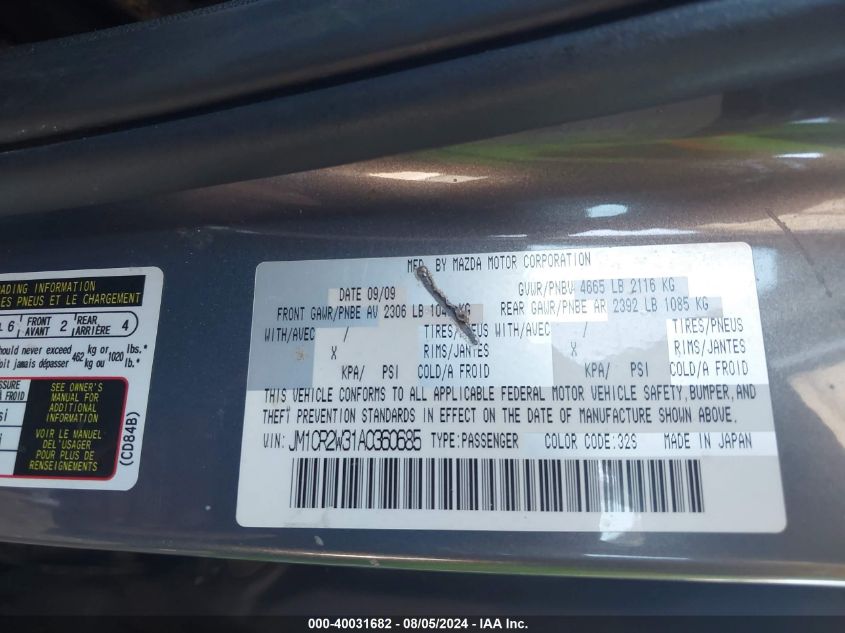 ADING INFORMATION
LES PNEUS ET LE CHARGEMENT
6 FRONT AVANT 2 REAR ARRIÈRE 4
should never exceed 462 kg or 1020 lbs.
it jamais dépasser kg ou lb.
SSURE
A FROID
SEE OWNER'S
MANUAL FOR
ADDITIONAL
INFORMATION
VOIR LE MANUEL
DEL'USAGER
POUR PLUS DE
RENSEIGNEMENTS
(CD84B)
MFD. BY MAZDA MOTOR CORPORATION
DATE 09/09 GVWR/PNBV 4665 LB 2116 KG
FRONT GAWR/PNBE AV 2306 LB KG REAR GAWR/PNBE AR 2392 LB 1085 KG
WITH/AVEC / TIRES/PNEUS WITH/AVEC / TIRES/PNEUS
X RIMS/JANTES X RIMS/JANTES
KPA/ PSI COLD/A FROID KPA/ PSI COLD/A FROID
THIS VEHICLE CONFORMS TO ALL APPLICABLE FEDERAL MOTOR VEHICLE SAFETY, BUMPER, AND
THEFT PREVENTION STANDARDS IN EFFECT ON THE DATE OF MANUFACTURE SHOWN ABOVE.
VIN: JM1CR2W31A0360685 TYPE:PASSENGER COLOR CODE:32S MADE IN JAPAN
000-40031682 - 08/05/2024 - IAA Inc.